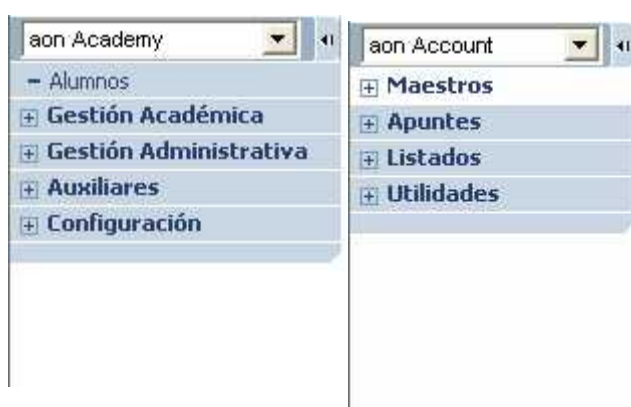 aon Academy
Alumnos
Gestión Académica
Gestión Administrativa
Auxiliares
Configuración
aon Account
Maestros
Apuntes
Listados
Utilidades